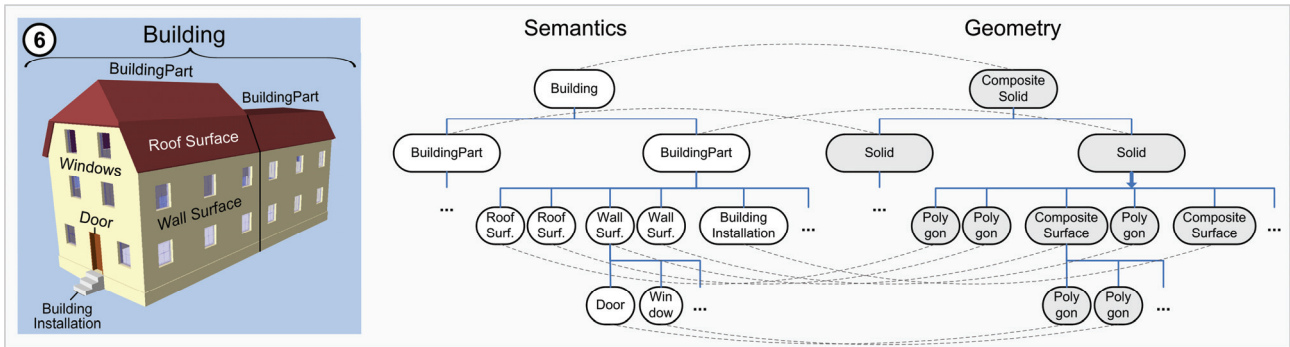 6
Building
BuildingPart
BuildingPart
Roof Surface
Windows
Door
Wall Surface
Building
Installation
Semantics
Geometry
Building
Composite
Solid
BuildingPart
BuildingPart
Solid
Solid
...
...
Roof
Surf.
Roof
Surf.
Wall
Surf.
Wall
Surf.
Building
Installation
...
Poly
gon
Poly
gon
Composite
Surface
Poly
gon
Composite
Surface
...
Door
Win
dow
...
Poly
gon
Poly
gon
...